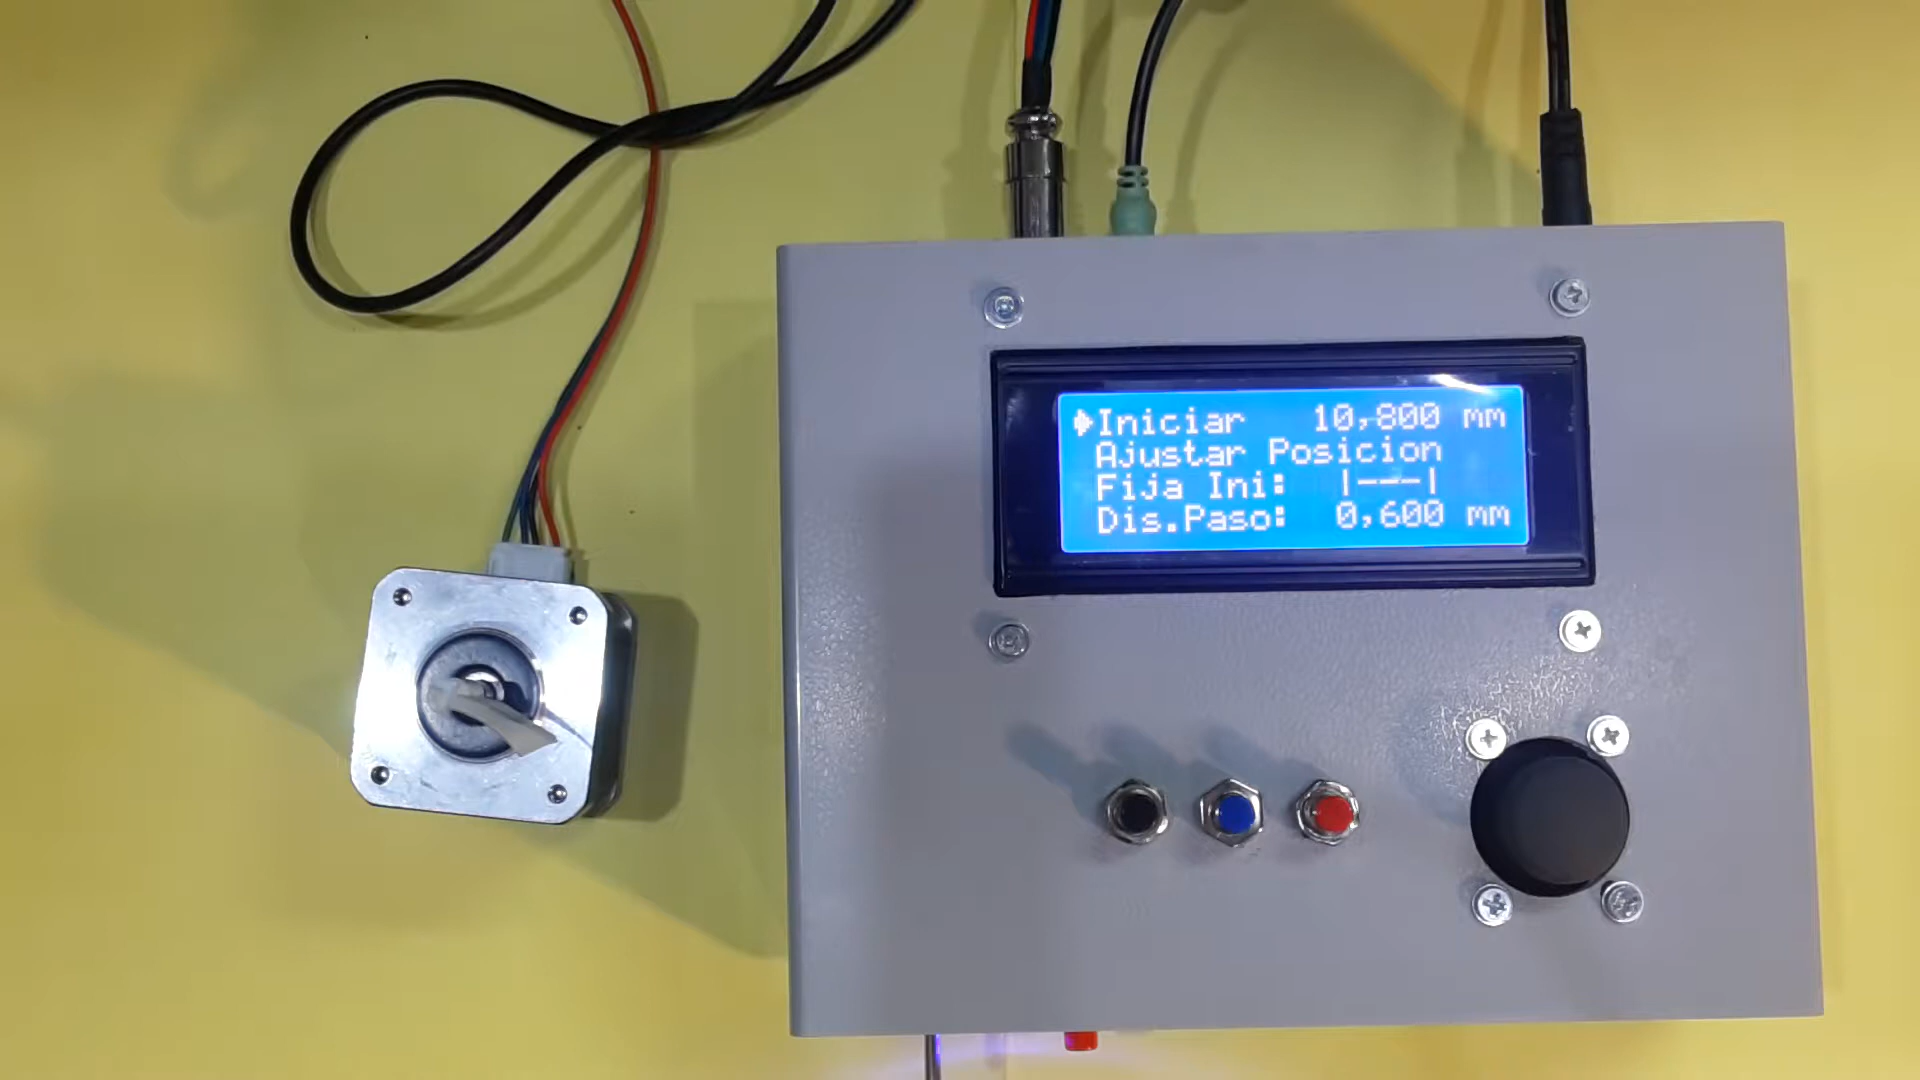 Iniciar 10,800 mm
Ajustar Posicion
Fija Ini: |---|
Dis.Paso: 0,600 mm